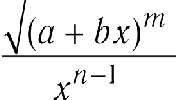 √(a + bx)^m
x^{n-1}